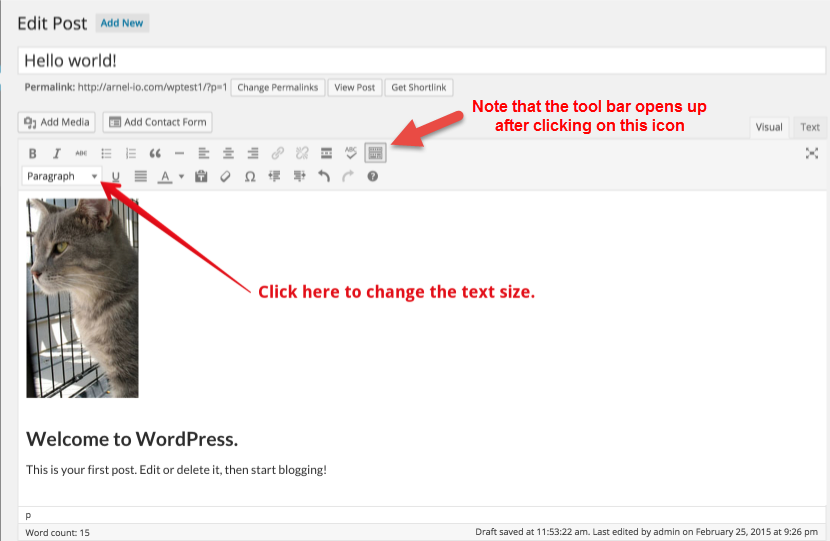 Edit Post Add New
Hello world!
Permalink: http://arnel-io.com/wptest1/?p=1 Change Permalinks View Post Get Shortlink
Note that the tool bar opens up
after clicking on this icon
Add Media Add Contact Form
Visual Text
B I ABC ABC
Paragraph U A Ω ?
Click here to change the text size.
Welcome to WordPress.
This is your first post. Edit or delete it, then start blogging!
p
Word count: 15 Draft saved at 11:53:22 am. Last edited by admin on February 25, 2015 at 9:26 pm